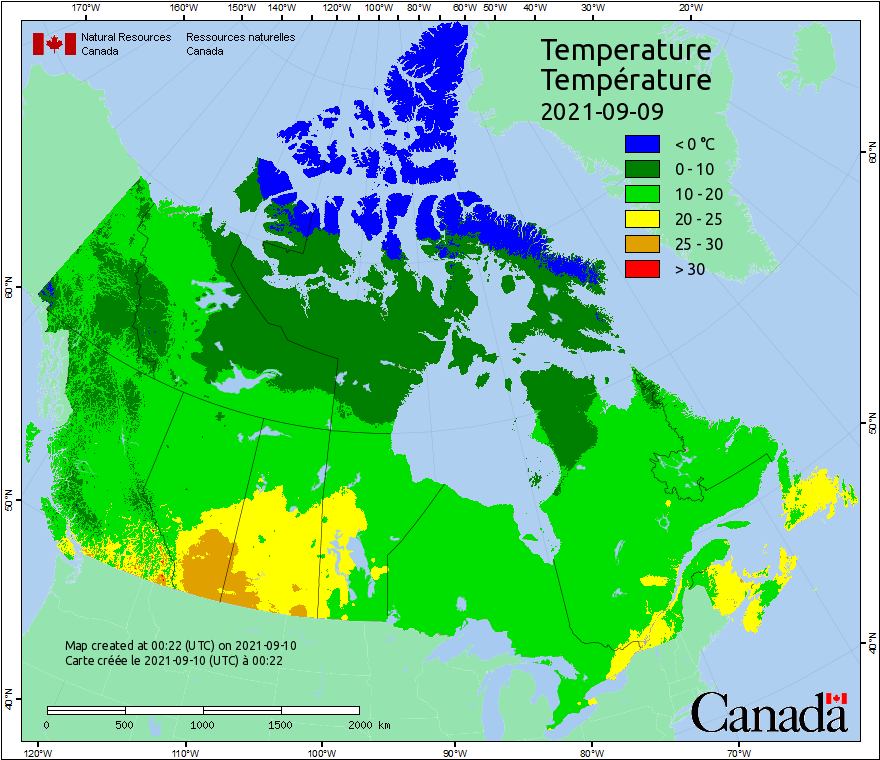 170°W 160°W 150°W 140°W 120°W 100°W 80°W 60°W 50°W 40°W 30°W 20°W
Natural Resources Ressources naturelles
Canada Canada
Temperature
Température
2021-09-09
< 0 °C
0 - 10
10 - 20
20 - 25
25 - 30
> 30
60°N
60°N
50°N
50°N
40°N
40°N
Map created at 00:22 (UTC) on 2021-09-10
Carte créée le 2021-09-10 (UTC) à 00:22
0 500 1000 1500 2000 km
Canada
120°W 110°W 100°W 90°W 80°W 70°W